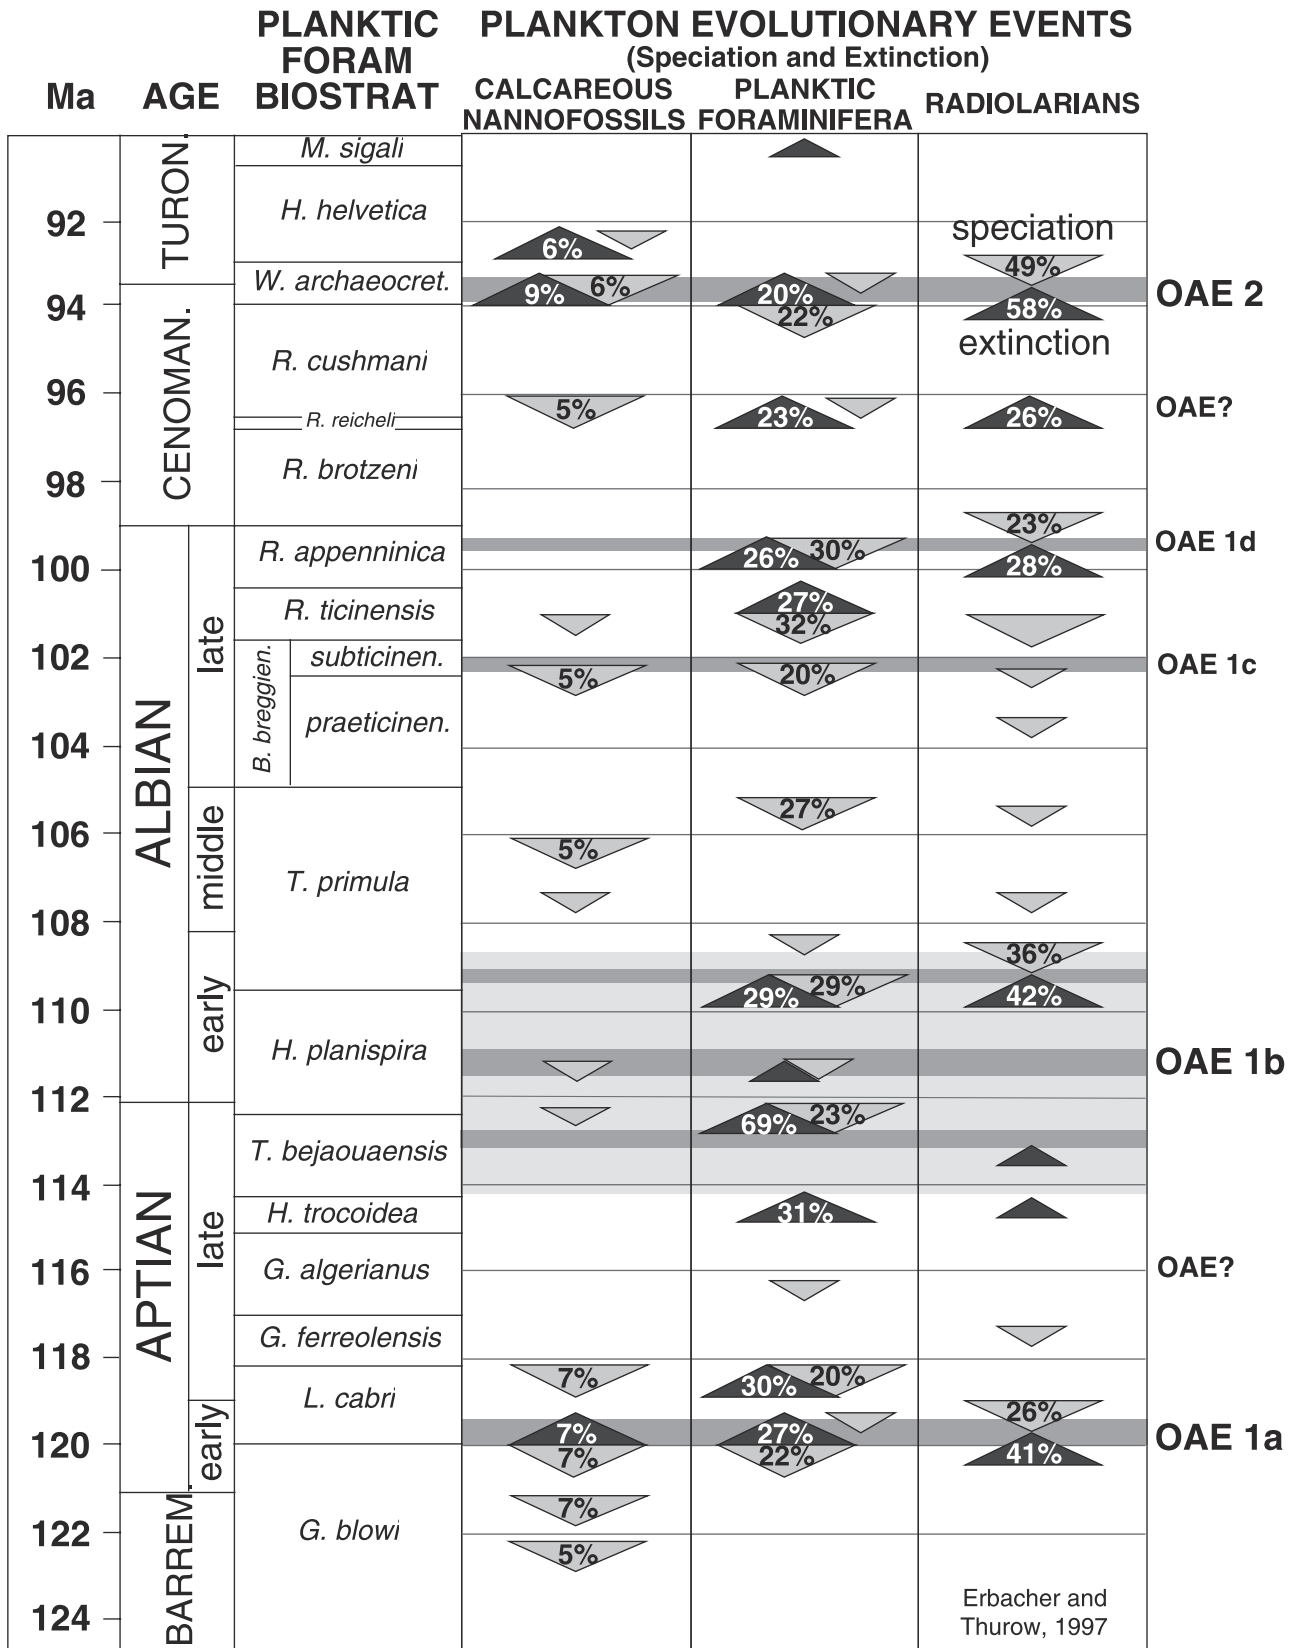 PLANKTIC
FORAM
BIOSTRAT
PLANKTON EVOLUTIONARY EVENTS
(Speciation and Extinction)
Ma
AGE
CALCAREOUS
NANNOFOSSILS
PLANKTIC
FORAMINIFERA
RADIOLARIANS
TURON.
M. sigali
92
H. helvetica
speciation
6%
W. archaeocret.
9%
6%
20%
49%
OAE 2
94
22%
58%
extinction
CENOMAN.
R. cushmani
96
5%
23%
26%
OAE?
R. reicheli
R. brotzeni
98
23%
ALBIAN
late
R. appenninica
26%
30%
28%
OAE 1d
100
R. ticinensis
27%
32%
102
B. breggien.
subticinen.
5%
20%
OAE 1c
praeticinen.
104
27%
106
middle
5%
T. primula
108
36%
early
29%
29%
42%
110
H. planispira
OAE 1b
112
69%
23%
APTIAN
late
T. bejaouaensis
114
H. trocoidea
31%
116
G. algerianus
OAE?
G. ferreolensis
118
7%
30%
20%
L. cabri
26%
early
7%
27%
OAE 1a
120
7%
22%
41%
BARREM.
7%
G. blowi
122
5%
124
Erbacher and
Thurow, 1997